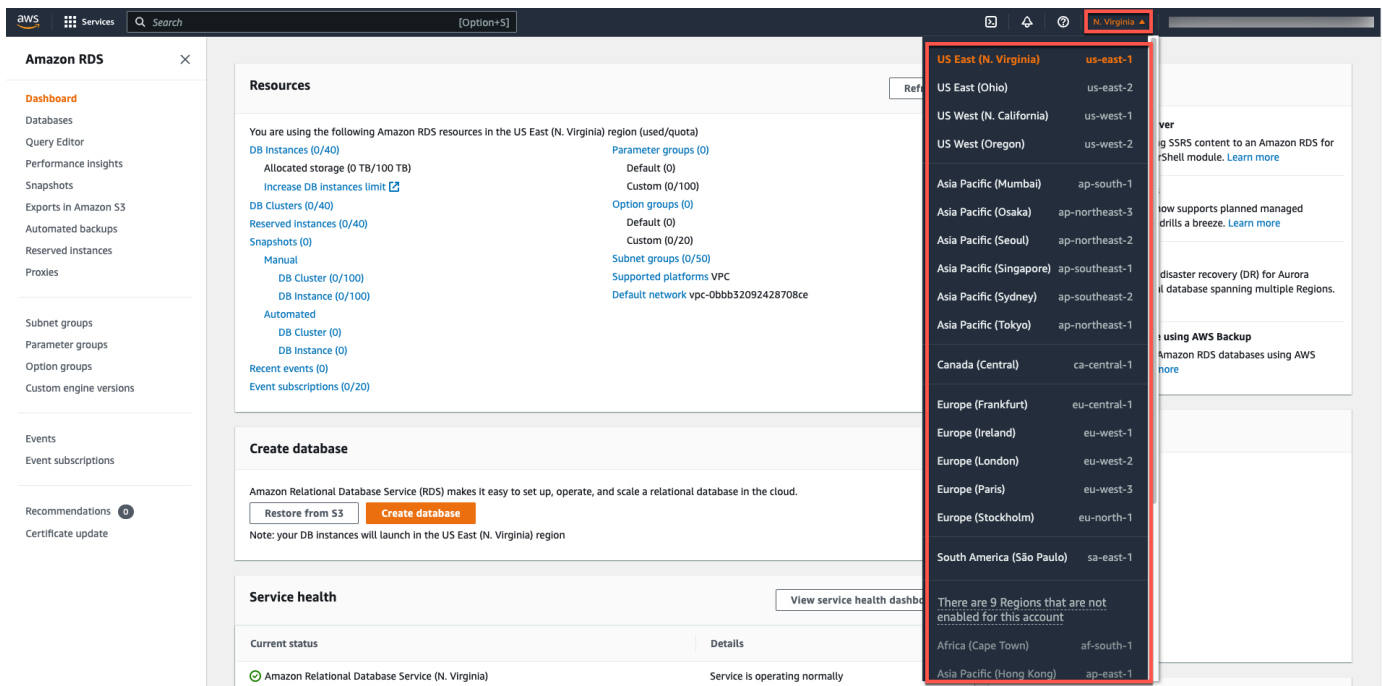 aws
Services
Search
[Option+S]
N. Virginia
Amazon RDS
Dashboard
Databases
Query Editor
Performance insights
Snapshots
Exports in Amazon S3
Automated backups
Reserved instances
Proxies
Subnet groups
Parameter groups
Option groups
Custom engine versions
Events
Event subscriptions
Recommendations 0
Certificate update
Resources
Refr
You are using the following Amazon RDS resources in the US East (N. Virginia) region (used/quota)
DB Instances (0/40)
Allocated storage (0 TB/100 TB)
Increase DB instances limit
DB Clusters (0/40)
Reserved instances (0/40)
Snapshots (0)
Manual
DB Cluster (0/100)
DB Instance (0/100)
Automated
DB Cluster (0)
DB Instance (0)
Recent events (0)
Event subscriptions (0/20)
Parameter groups (0)
Default (0)
Custom (0/100)
Option groups (0)
Default (0)
Custom (0/20)
Subnet groups (0/50)
Supported platforms VPC
Default network vpc-0bbb32092428708ce
Create database
Amazon Relational Database Service (RDS) makes it easy to set up, operate, and scale a relational database in the cloud.
Restore from S3
Create database
Note: your DB instances will launch in the US East (N. Virginia) region
Service health
View service health dashbo
Current status
Details
Amazon Relational Database Service (N. Virginia)
Service is operating normally
US East (N. Virginia) us-east-1
US East (Ohio) us-east-2
US West (N. California) us-west-1
US West (Oregon) us-west-2
Asia Pacific (Mumbai) ap-south-1
Asia Pacific (Osaka) ap-northeast-3
Asia Pacific (Seoul) ap-northeast-2
Asia Pacific (Singapore) ap-southeast-1
Asia Pacific (Sydney) ap-southeast-2
Asia Pacific (Tokyo) ap-northeast-1
Canada (Central) ca-central-1
Europe (Frankfurt) eu-central-1
Europe (Ireland) eu-west-1
Europe (London) eu-west-2
Europe (Paris) eu-west-3
Europe (Stockholm) eu-north-1
South America (São Paulo) sa-east-1
There are 9 Regions that are not
enabled for this account
Africa (Cape Town) af-south-1
Asia Pacific (Hong Kong) ap-east-1
ver
g SSRS content to an Amazon RDS for
rShell module. Learn more
now supports planned managed
drills a breeze. Learn more
disaster recovery (DR) for Aurora
l database spanning multiple Regions.
e using AWS Backup
Amazon RDS databases using AWS
more